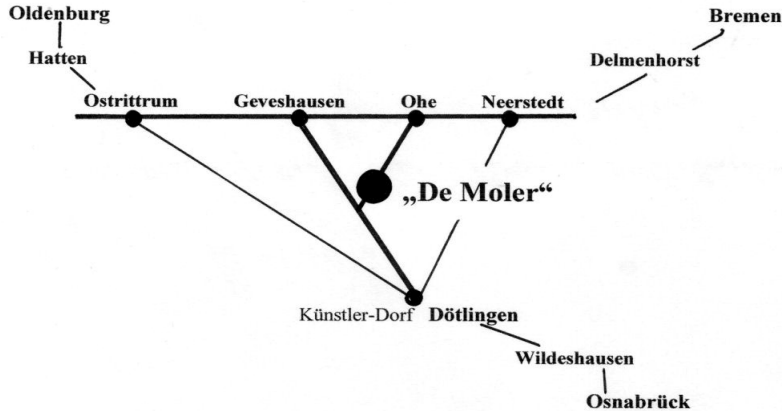 Oldenburg
Bremen
Hatten
Delmenhorst
Ostrittrum
Geveshausen
Ohe
Neerstedt
„De Moler“
Künstler-Dorf Dötlingen
Wildeshausen
Osnabrück